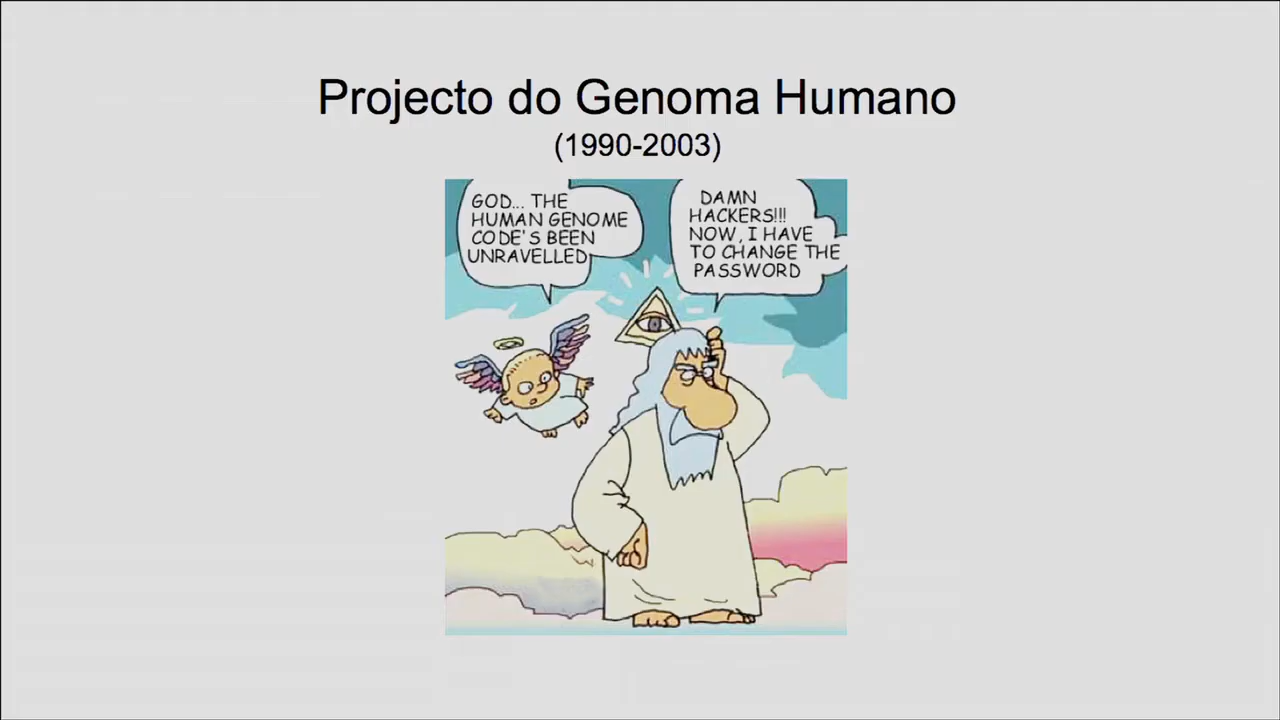 Projecto do Genoma Humano
(1990-2003)
GOD... THE
HUMAN GENOME
CODE'S BEEN
UNRAVELLED
DAMN
HACKERS!!!
NOW, I HAVE
TO CHANGE THE
PASSWORD